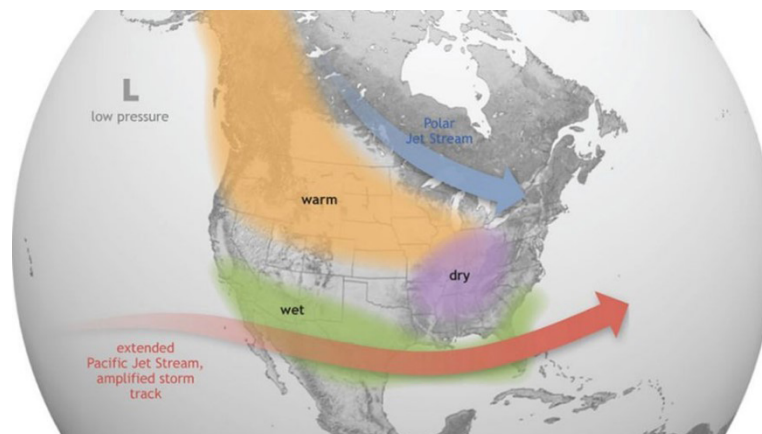 L
low pressure
Polar
Jet Stream
warm
dry
wet
extended
Pacific Jet Stream,
amplified storm
track